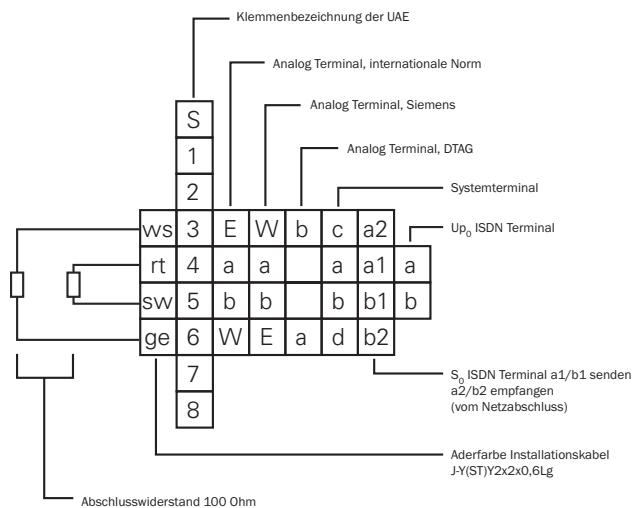 Klemmenbezeichnung der UAE
Analog Terminal, internationale Norm
Analog Terminal, Siemens
Analog Terminal, DTAG
Systemterminal
Up0 ISDN Terminal
S
1
2
ws 3 E W b c a2
rt 4 a a a a1 a
sw 5 b b b b1 b
ge 6 W E a d b2
7
8
S0 ISDN Terminal a1/b1 senden
a2/b2 empfangen
(vom Netzabschluss)
Aderfarbe Installationskabel
J-Y(ST)Y2x2x0,6Lg
Abschlusswiderstand 100 Ohm